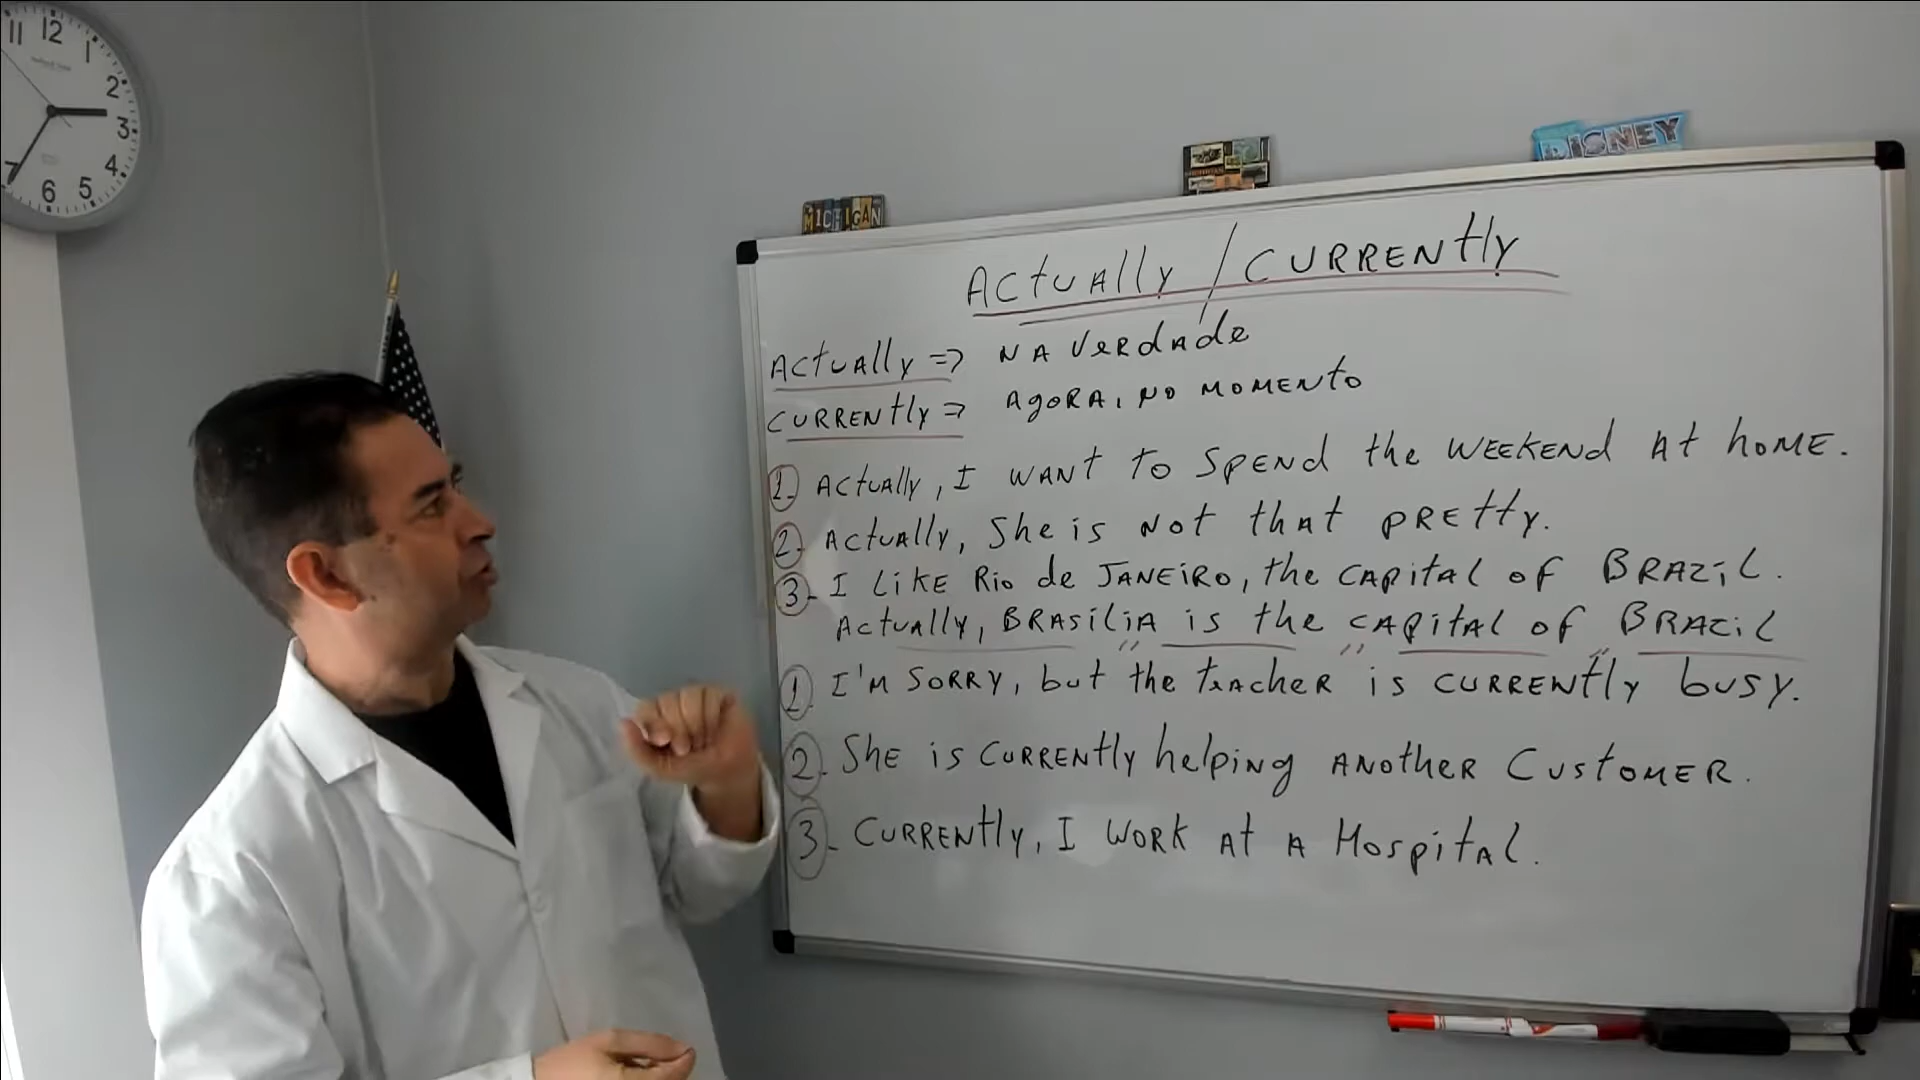 11 12 1
2
3
4
5
6
7
MICHIGAN
DISNEY
ACTUALLY / CURRENTLY
ACTUALLY => NA VERDADE
CURRENTLY => AGORA, NO MOMENTO
1. ACTUALLY, I WANT TO SPEND the WEEKEND At hOME.
2. ACTUALLY, She is Not that PRETTY.
3. I LIKE Rio de JANEIRO, the CAPITAL of BRAZIL.
ACTUALLY, BRASÍLIA is the CAPITAL of BRAZIL
1. I'M SORRY, but the teacher is CURRENTLY busy.
2. She is CURRENTLY helping ANOTHER CUSTOMER.
3. CURRENTLY, I WORK At A Hospital.